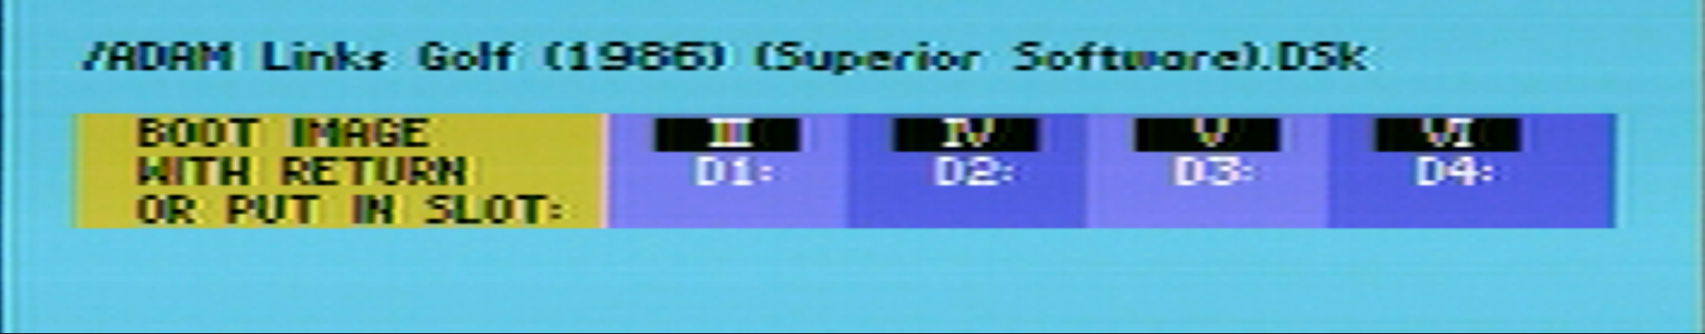 /ADAM Links Golf (1986) (Superior Software).DSK
BOOT IMAGE
WITH RETURN
OR PUT IN SLOT:
III IV V VI
D1: D2: D3: D4: